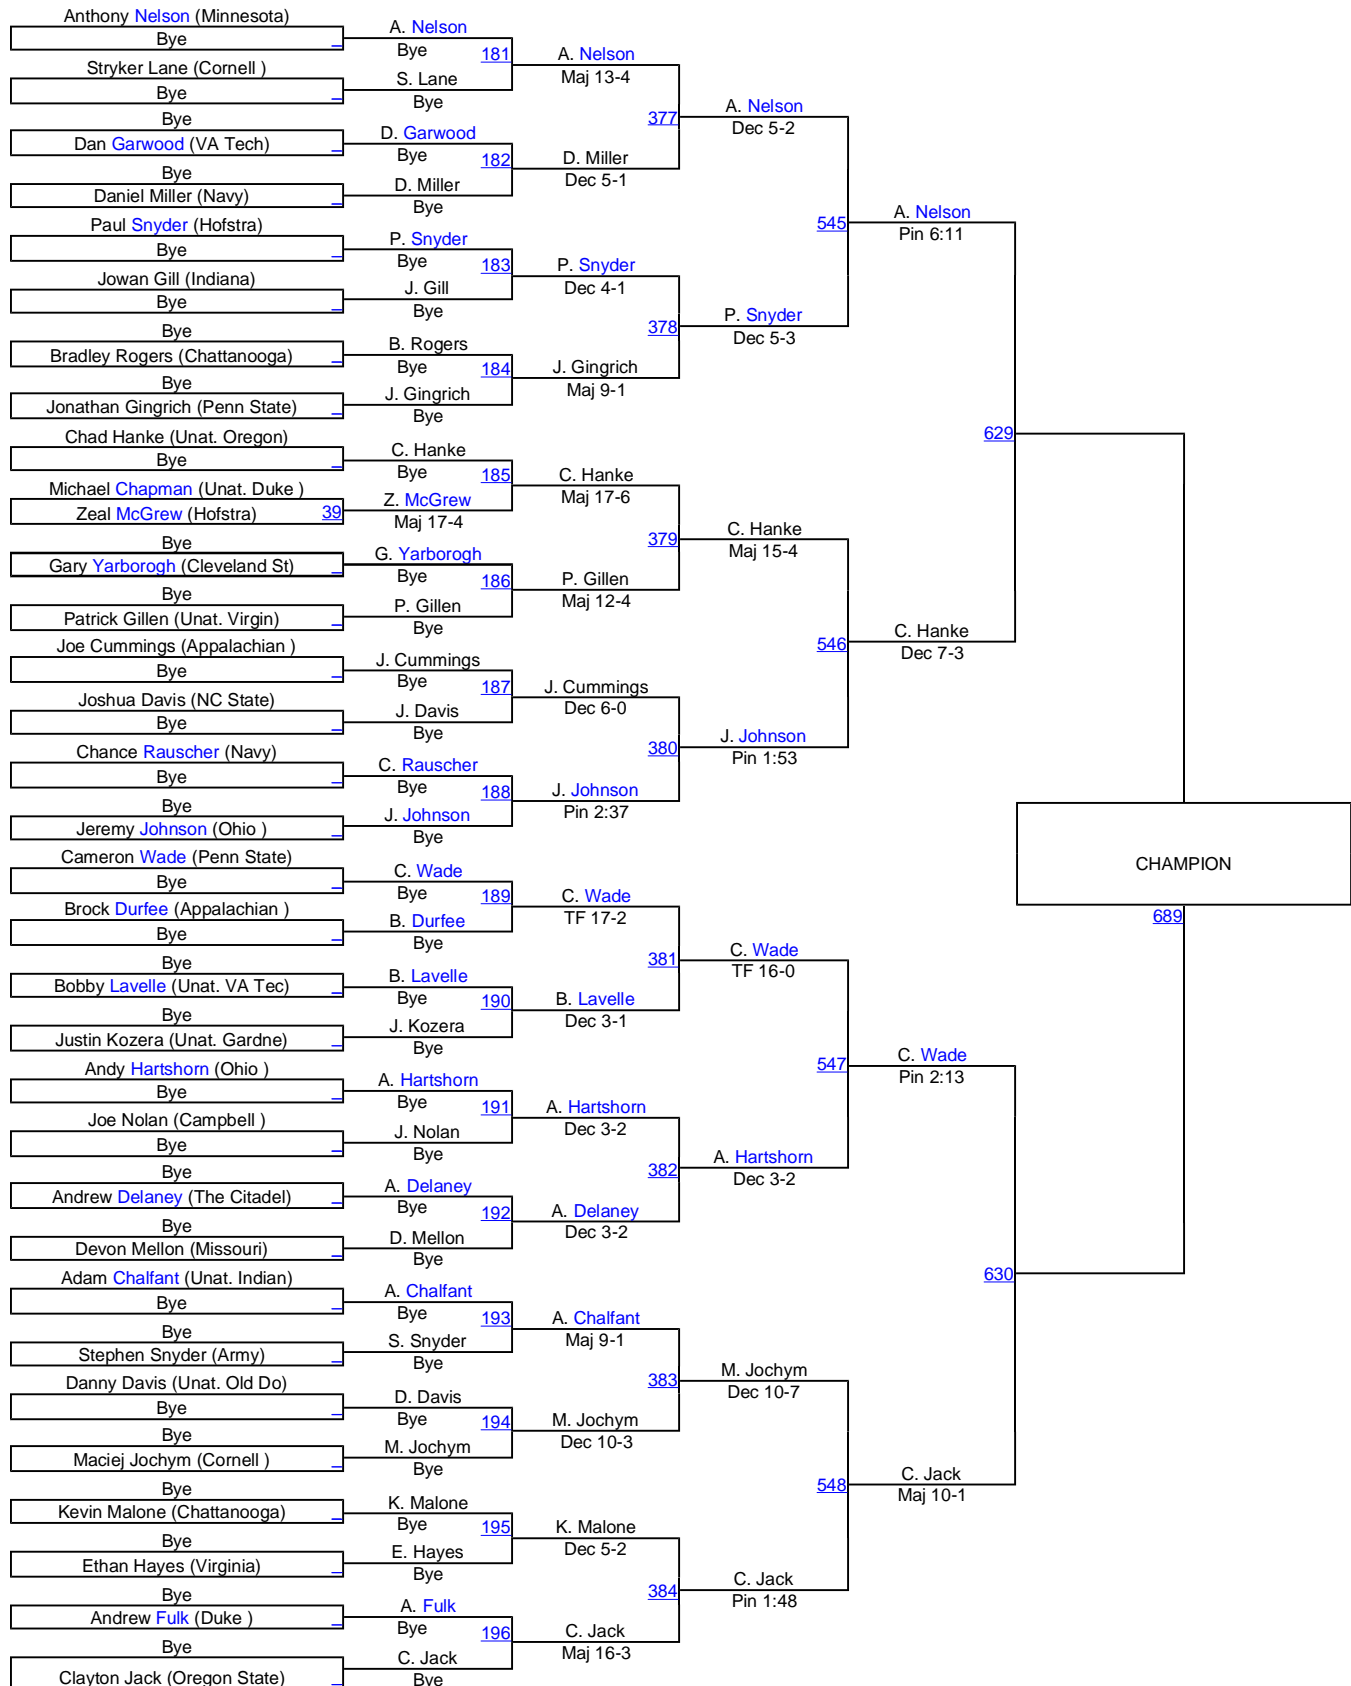 Anthony Nelson (Minnesota)
Bye
Stryker Lane (Cornell )
Bye
Bye
Dan Garwood (VA Tech)
Bye
Daniel Miller (Navy)
Paul Snyder (Hofstra)
Bye
Jowan Gill (Indiana)
Bye
Bye
Bradley Rogers (Chattanooga)
Bye
Jonathan Gingrich (Penn State)
Chad Hanke (Unat. Oregon)
Bye
Michael Chapman (Unat. Duke )
Zeal McGrew (Hofstra) 39
Bye
Gary Yarborogh (Cleveland St)
Bye
Patrick Gillen (Unat. Virgin)
Joe Cummings (Appalachian )
Bye
Joshua Davis (NC State)
Bye
Chance Rauscher (Navy)
Bye
Bye
Jeremy Johnson (Ohio )
Cameron Wade (Penn State)
Bye
Brock Durfee (Appalachian )
Bye
Bye
Bobby Lavelle (Unat. VA Tec)
Bye
Justin Kozera (Unat. Gardne)
Andy Hartshorn (Ohio )
Bye
Joe Nolan (Campbell )
Bye
Bye
Andrew Delaney (The Citadel)
Bye
Devon Mellon (Missouri)
Adam Chalfant (Unat. Indian)
Bye
Bye
Stephen Snyder (Army)
Danny Davis (Unat. Old Do)
Bye
Bye
Maciej Jochym (Cornell )
Bye
Kevin Malone (Chattanooga)
Bye
Ethan Hayes (Virginia)
Bye
Andrew Fulk (Duke )
Bye
Clayton Jack (Oregon State)
A. Nelson
Bye 181
S. Lane
Bye
D. Garwood
Bye 182
D. Miller
Bye
P. Snyder
Bye 183
J. Gill
Bye
B. Rogers
Bye 184
J. Gingrich
Bye
C. Hanke
Bye 185
Z. McGrew
Maj 17-4
G. Yarborogh
Bye 186
P. Gillen
Bye
J. Cummings
Bye 187
J. Davis
Bye
C. Rauscher
Bye 188
J. Johnson
Bye
C. Wade
Bye 189
B. Durfee
Bye
B. Lavelle
Bye 190
J. Kozera
Bye
A. Hartshorn
Bye 191
J. Nolan
Bye
A. Delaney
Bye 192
D. Mellon
Bye
A. Chalfant
Bye 193
S. Snyder
Bye
D. Davis
Bye 194
M. Jochym
Bye
K. Malone
Bye 195
E. Hayes
Bye
A. Fulk
Bye 196
C. Jack
Bye
A. Nelson
Maj 13-4
377
D. Miller
Dec 5-1
P. Snyder
Dec 4-1
378
J. Gingrich
Maj 9-1
C. Hanke
Maj 17-6
379
P. Gillen
Maj 12-4
J. Cummings
Dec 6-0
380
J. Johnson
Pin 2:37
C. Wade
TF 17-2
381
B. Lavelle
Dec 3-1
A. Hartshorn
Dec 3-2
382
A. Delaney
Dec 3-2
A. Chalfant
Maj 9-1
383
M. Jochym
Dec 10-3
K. Malone
Dec 5-2
384
C. Jack
Maj 16-3
A. Nelson
Dec 5-2
545
P. Snyder
Dec 5-3
C. Hanke
Maj 15-4
546
J. Johnson
Pin 1:53
C. Wade
TF 16-0
547
A. Hartshorn
Dec 3-2
M. Jochym
Dec 10-7
548
C. Jack
Pin 1:48
A. Nelson
Pin 6:11
629
C. Hanke
Dec 7-3
C. Wade
Pin 2:13
630
C. Jack
Maj 10-1
CHAMPION
689